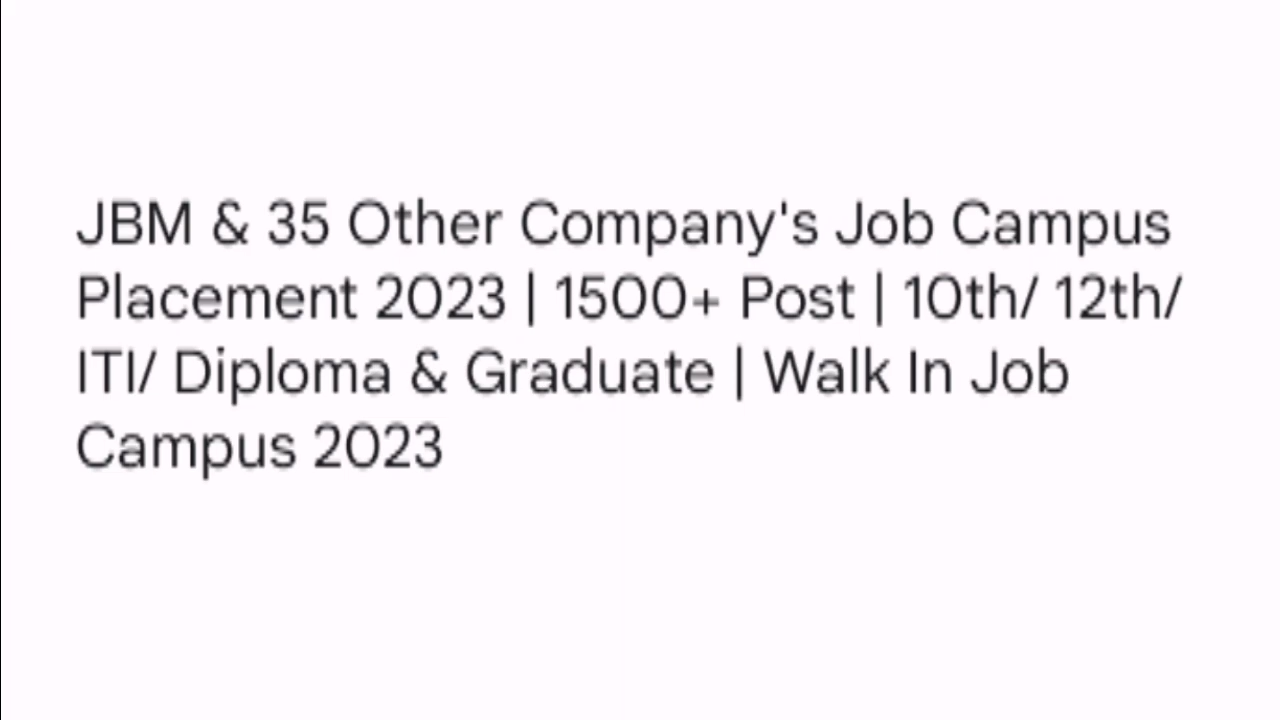 JBM & 35 Other Company's Job Campus
Placement 2023 | 1500+ Post | 10th/ 12th/
ITI/ Diploma & Graduate | Walk In Job
Campus 2023